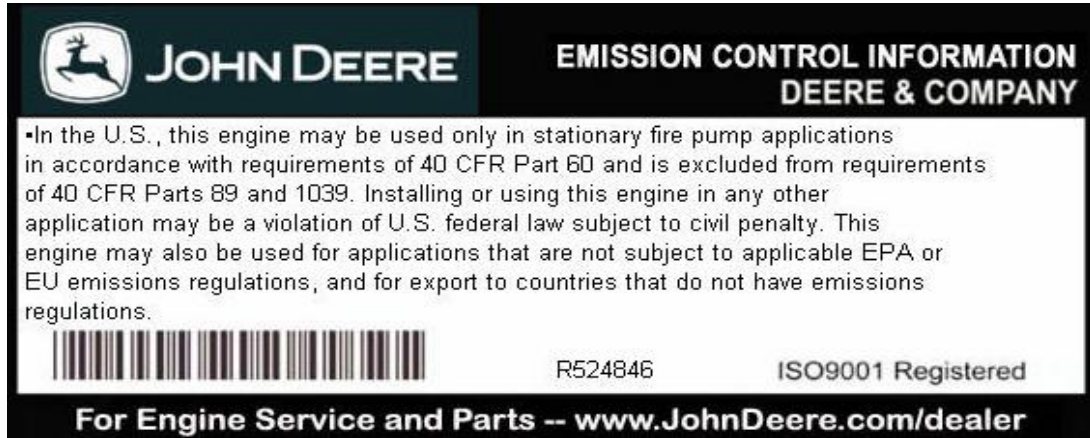 JOHN DEERE
EMISSION CONTROL INFORMATION
DEERE & COMPANY
▪In the U.S., this engine may be used only in stationary fire pump applications
in accordance with requirements of 40 CFR Part 60 and is excluded from requirements
of 40 CFR Parts 89 and 1039. Installing or using this engine in any other
application may be a violation of U.S. federal law subject to civil penalty. This
engine may also be used for applications that are not subject to applicable EPA or
EU emissions regulations, and for export to countries that do not have emissions
regulations.
R524846
ISO9001 Registered
For Engine Service and Parts -- www.JohnDeere.com/dealer